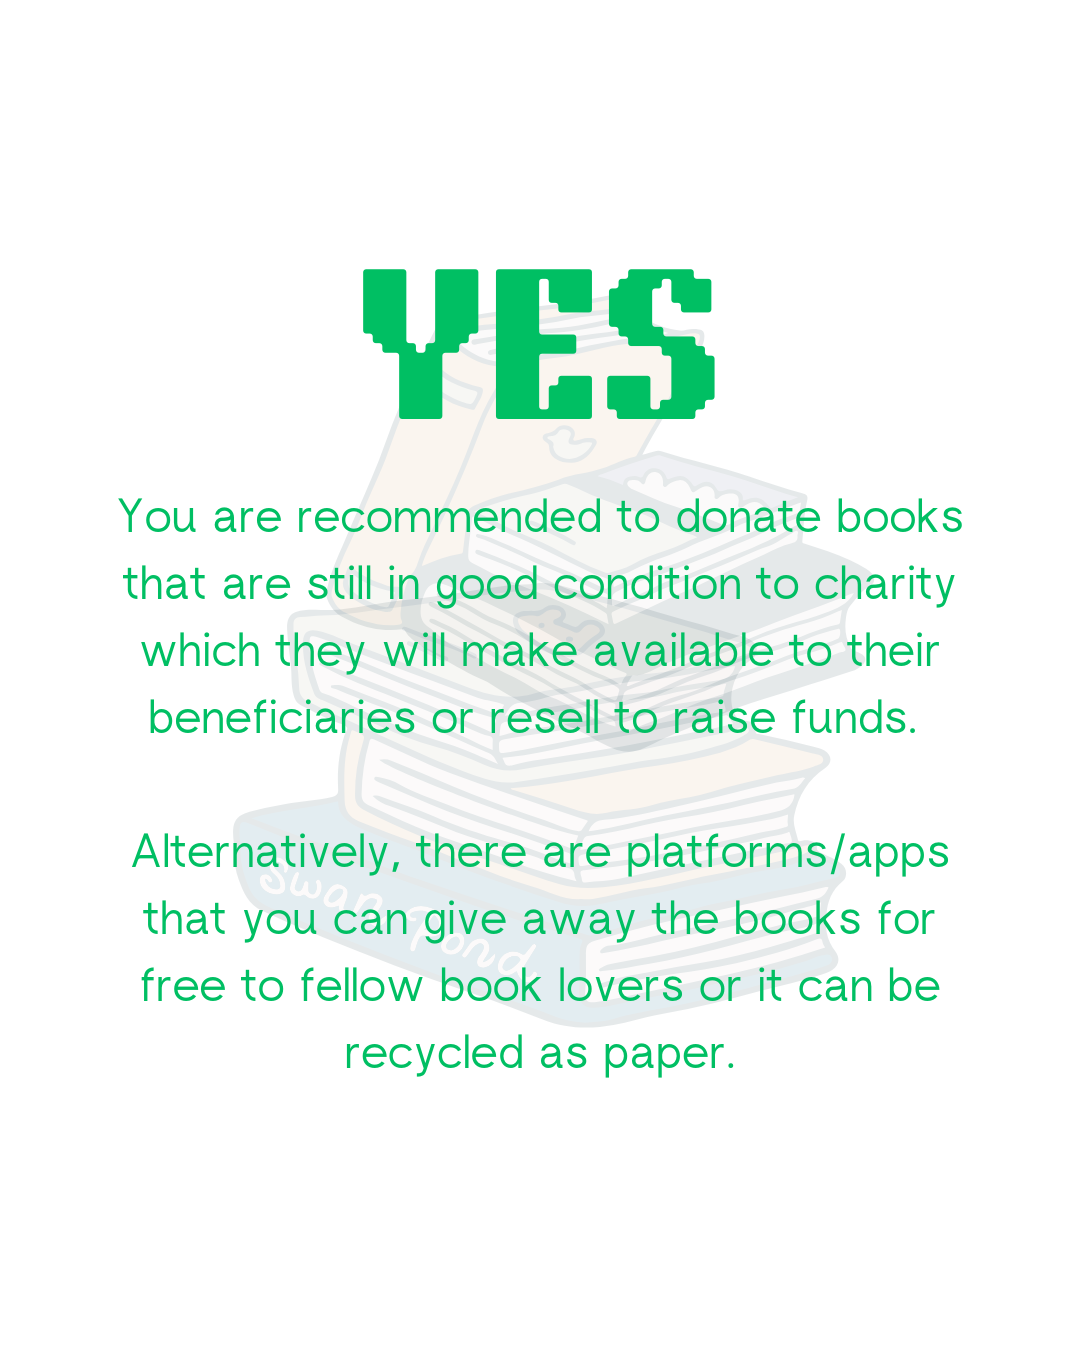 YES
You are recommended to donate books
that are still in good condition to charity
which they will make available to their
beneficiaries or resell to raise funds.
Alternatively, there are platforms/apps
that you can give away the books for
free to fellow book lovers or it can be
recycled as paper.
Swan Pond